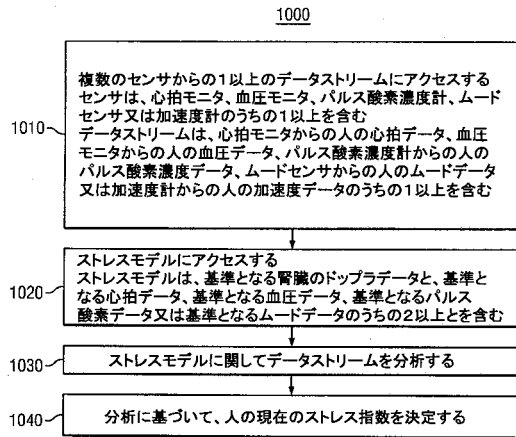 1000
1010
複数のセンサからの1以上のデータストリームにアクセスする
センサは、心拍モニタ、血圧モニタ、パルス酸素濃度計、ムード
センサ又は加速度計のうちの1以上を含む
データストリームは、心拍モニタからの人の心拍データ、血圧
モニタからの人の血圧データ、パルス酸素濃度計からの人の
パルス酸素濃度データ、ムードセンサからの人のムードデータ
又は加速度計からの人の加速度データのうちの1以上を含む
1020
ストレスモデルにアクセスする
ストレスモデルは、基準となる腎臓のドップラデータと、基準と
なる心拍データ、基準となる血圧データ、基準となるパルス
酸素データ又は基準となるムードデータのうちの2以上とを含む
1030
ストレスモデルに関してデータストリームを分析する
1040
分析に基づいて、人の現在のストレス指数を決定する